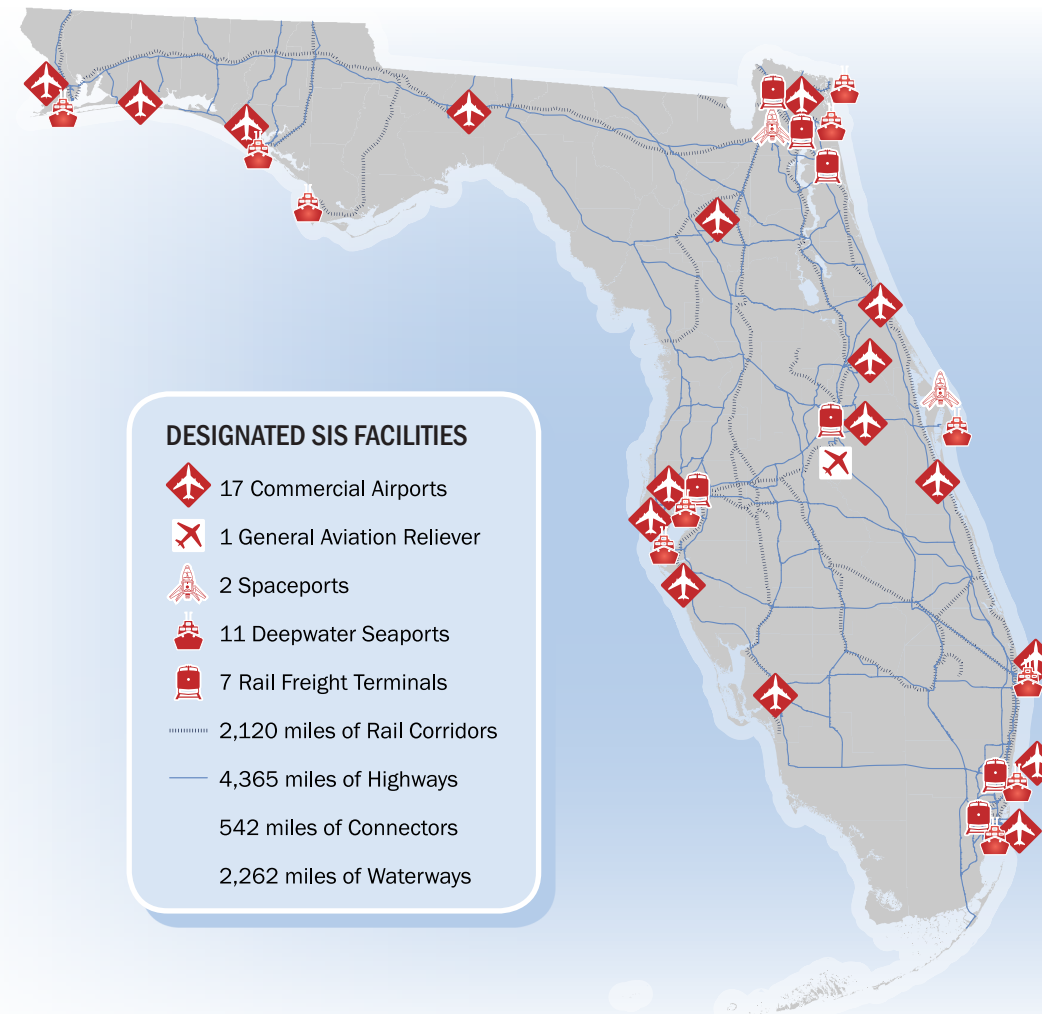 DESIGNATED SIS FACILITIES
17 Commercial Airports
1 General Aviation Reliever
2 Spaceports
11 Deepwater Seaports
7 Rail Freight Terminals
2,120 miles of Rail Corridors
4,365 miles of Highways
542 miles of Connectors
2,262 miles of Waterways